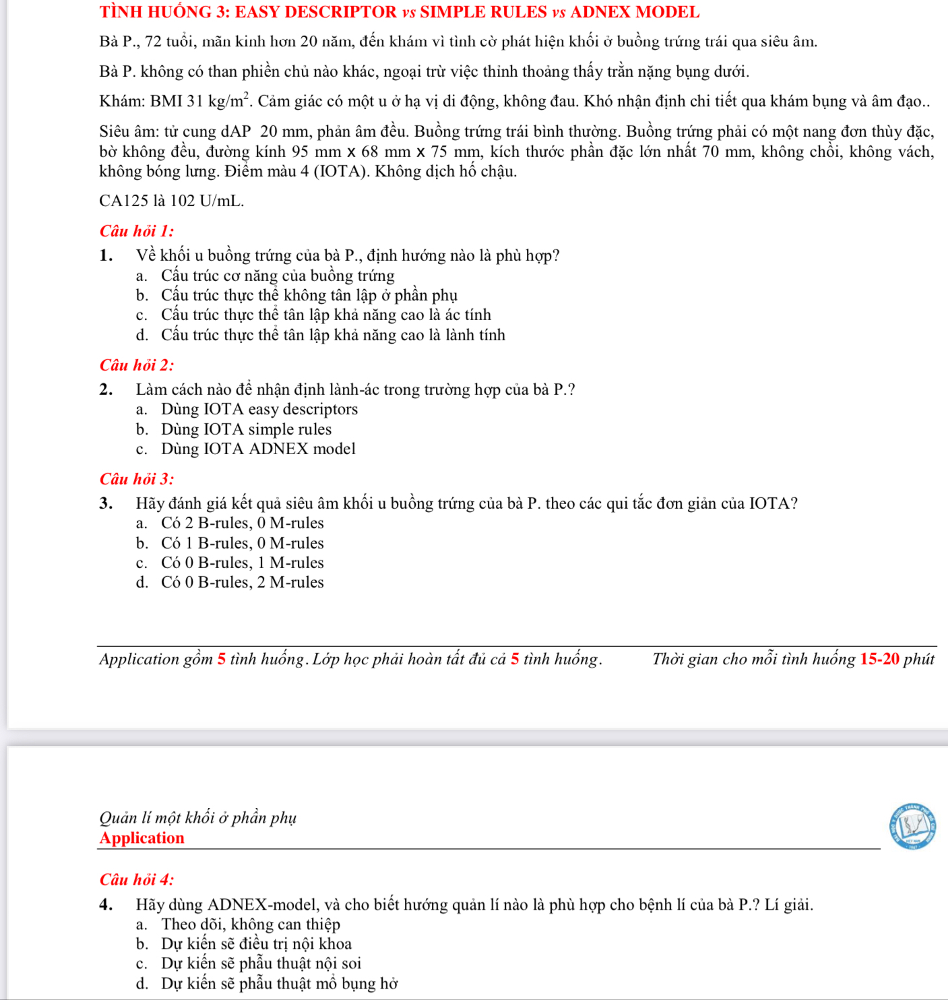 TÌNH HUỐNG 3: EASY DESCRIPTOR vs SIMPLE RULES vs ADNEX MODEL
Bà P., 72 tuổi, mãn kinh hơn 20 năm, đến khám vì tình cờ phát hiện khối ở buồng trứng trái qua siêu âm.
Bà P. không có than phiền chủ nào khác, ngoại trừ việc thỉnh thoảng thấy trằn nặng bụng dưới.
Khám: BMI 31 kg/m². Cảm giác có một u ở hạ vị di động, không đau. Khó nhận định chi tiết qua khám bụng và âm đạo..
Siêu âm: tử cung dAP 20 mm, phản âm đều. Buồng trứng trái bình thường. Buồng trứng phải có một nang đơn thùy đặc,
bờ không đều, đường kính 95 mm x 68 mm x 75 mm, kích thước phần đặc lớn nhất 70 mm, không chồi, không vách,
không bóng lưng. Điểm màu 4 (IOTA). Không dịch hố chậu.
CA125 là 102 U/mL.
Câu hỏi 1:
1. Về khối u buồng trứng của bà P., định hướng nào là phù hợp?
a. Cấu trúc cơ năng của buồng trứng
b. Cấu trúc thực thể không tân lập ở phần phụ
c. Cấu trúc thực thể tân lập khả năng cao là ác tính
d. Cấu trúc thực thể tân lập khả năng cao là lành tính
Câu hỏi 2:
2. Làm cách nào để nhận định lành-ác trong trường hợp của bà P.?
a. Dùng IOTA easy descriptors
b. Dùng IOTA simple rules
c. Dùng IOTA ADNEX model
Câu hỏi 3:
3. Hãy đánh giá kết quả siêu âm khối u buồng trứng của bà P. theo các qui tắc đơn giản của IOTA?
a. Có 2 B-rules, 0 M-rules
b. Có 1 B-rules, 0 M-rules
c. Có 0 B-rules, 1 M-rules
d. Có 0 B-rules, 2 M-rules
Application gồm 5 tình huống. Lớp học phải hoàn tất đủ cả 5 tình huống. Thời gian cho mỗi tình huống 15-20 phút
Quản lí một khối ở phần phụ
Application
Câu hỏi 4:
4. Hãy dùng ADNEX-model, và cho biết hướng quản lí nào là phù hợp cho bệnh lí của bà P.? Lí giải.
a. Theo dõi, không can thiệp
b. Dự kiến sẽ điều trị nội khoa
c. Dự kiến sẽ phẫu thuật nội soi
d. Dự kiến sẽ phẫu thuật mổ bụng hở